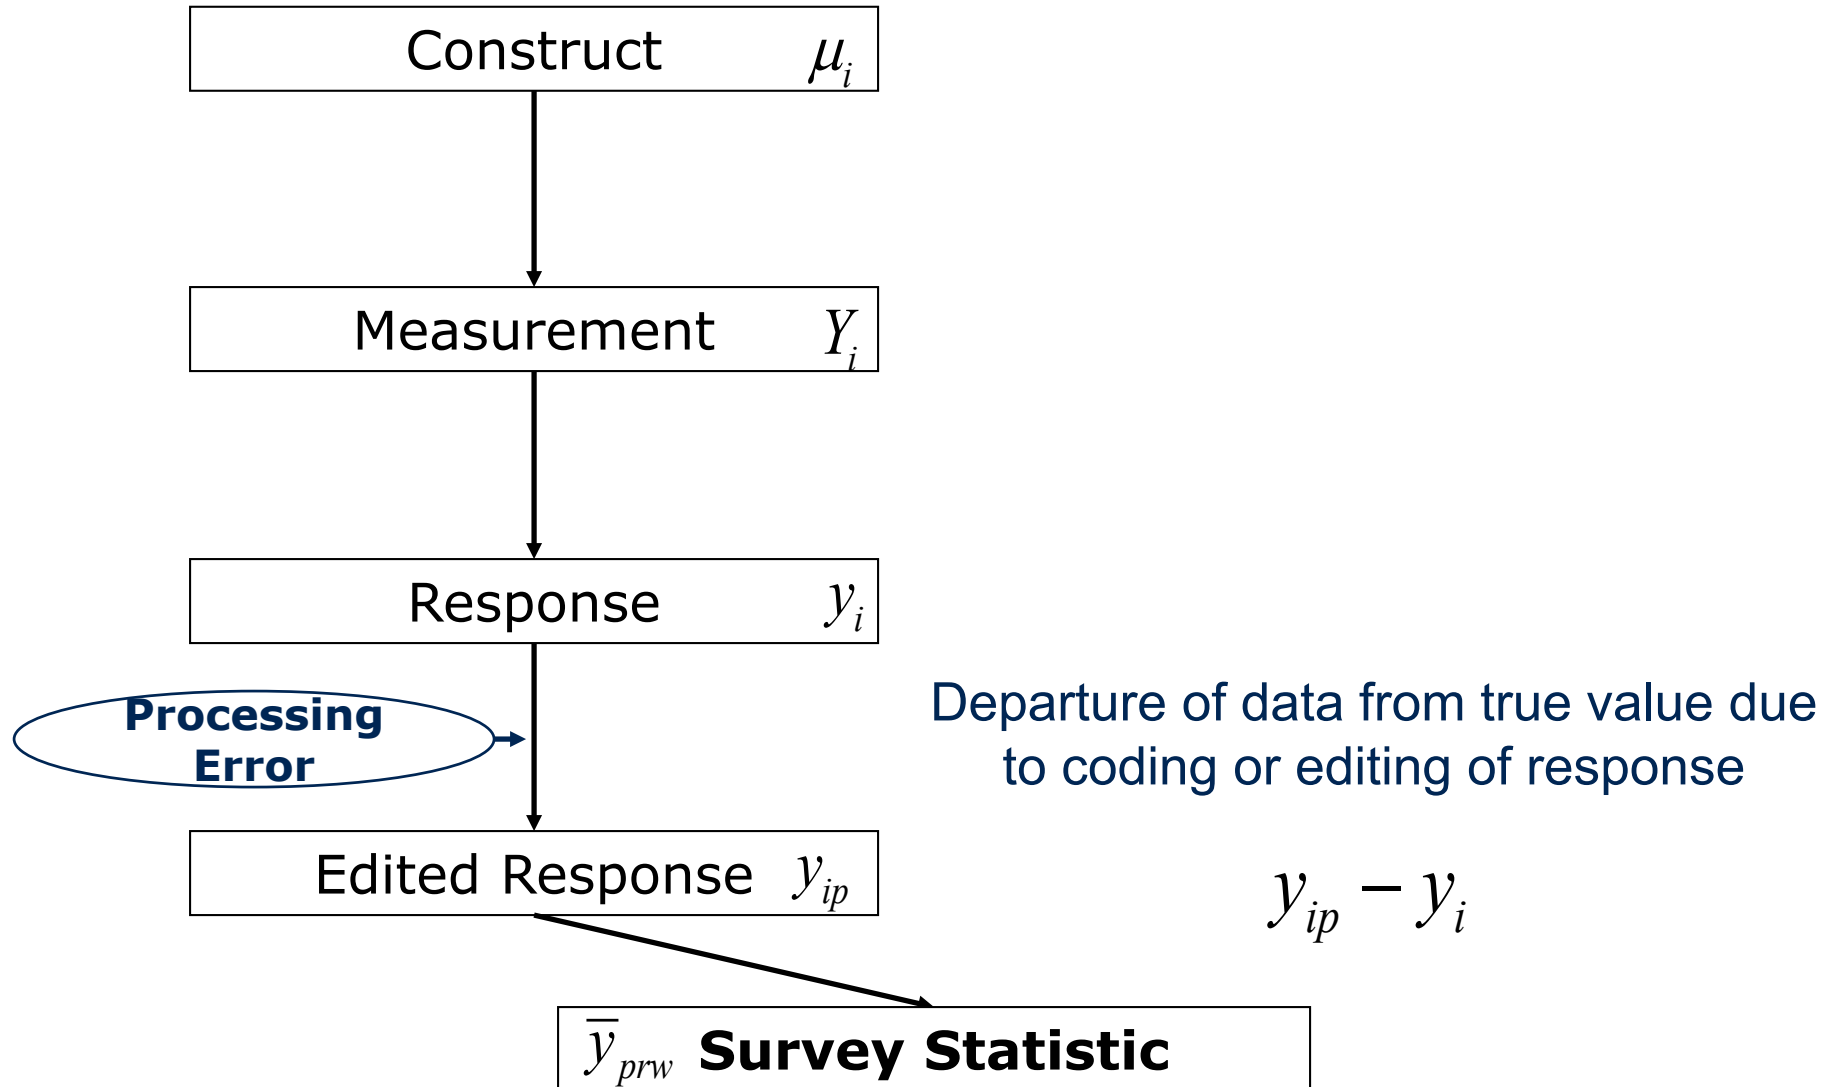 Construct μᵢ
Measurement Yᵢ
Response yᵢ
Processing
Error
Departure of data from true value due
to coding or editing of response
Edited Response yᵢₚ
yᵢₚ − yᵢ
y̅ₚᵣw Survey Statistic